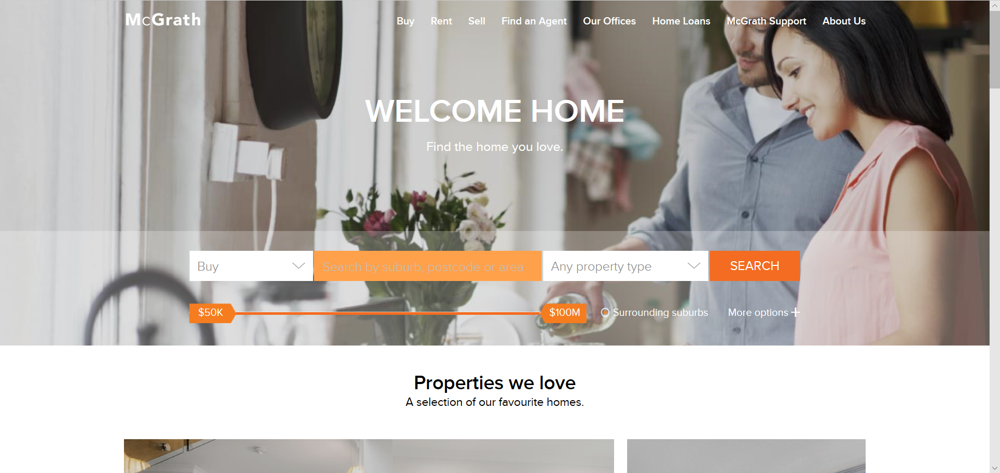 McGrath
Buy Rent Sell Find an Agent Our Offices Home Loans McGrath Support About Us
WELCOME HOME
Find the home you love.
Buy Search by suburb, postcode or area Any property type SEARCH
$50K $100M Surrounding suburbs More options
Properties we love
A selection of our favourite homes.